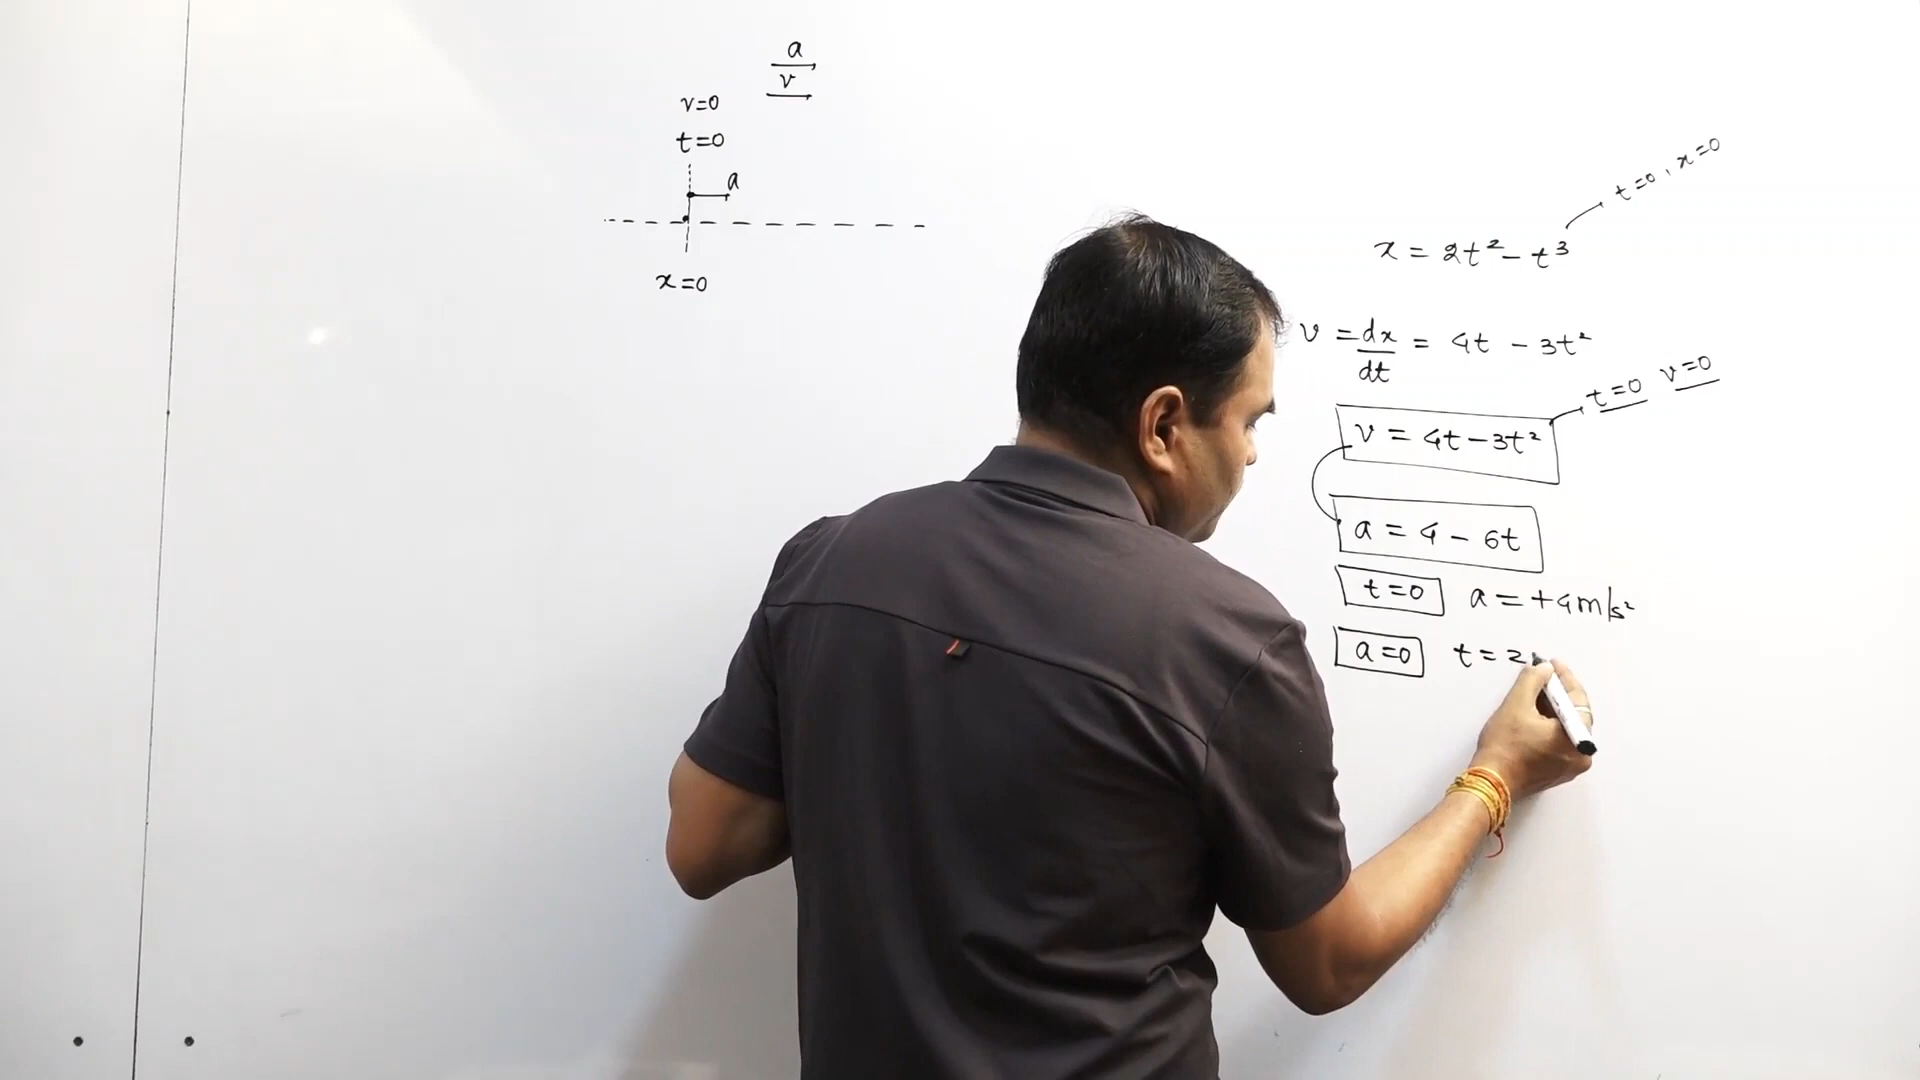 a
v
v=0
t=0
a
x=0
t=0, x=0
x = 2t² - t³
v = dx/dt = 4t - 3t²
t=0 v=0
v = 4t - 3t²
a = 4 - 6t
t=0 a = +4m/s²
a=0 t=2